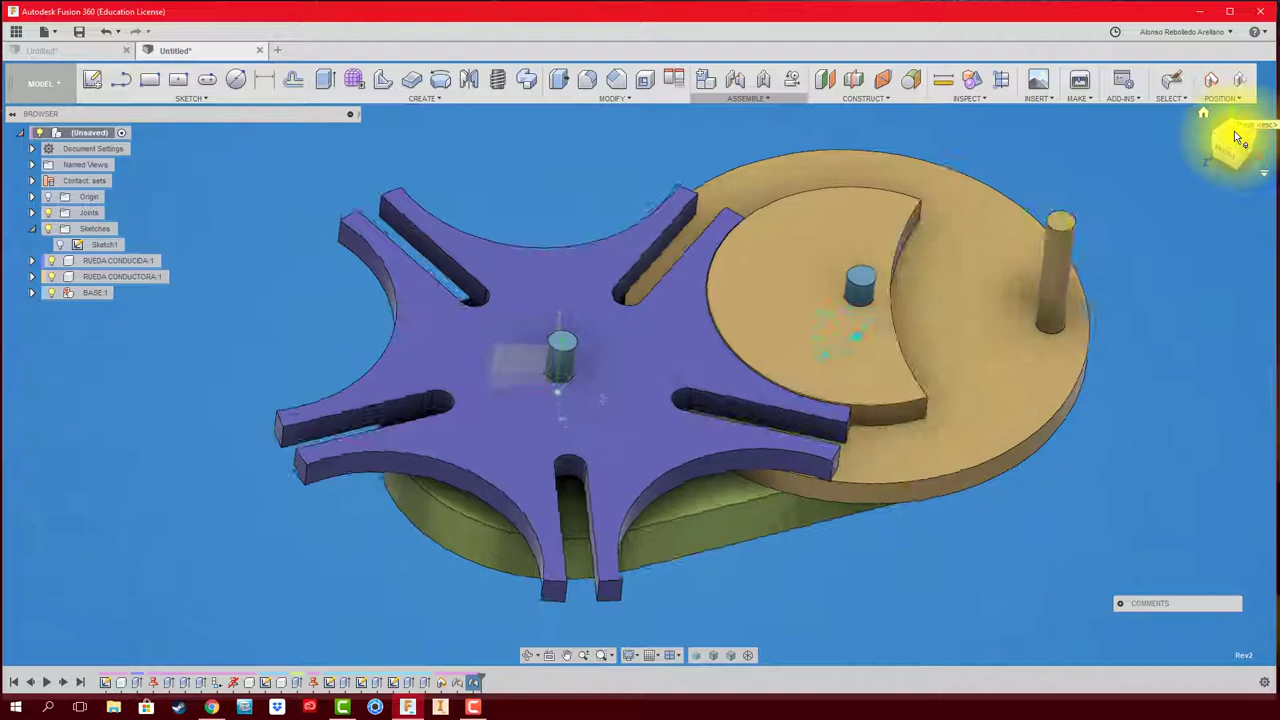 Autodesk Fusion 360 (Education License)
Alonso Rebolledo Arellano
Untitled*
Untitled*
MODEL
SKETCH
CREATE
MODIFY
ASSEMBLE
CONSTRUCT
INSPECT
INSERT
MAKE
ADD-INS
SELECT
POSITION
BROWSER
(Unsaved)
Document Settings
Named Views
Contact: sets
Origin
Joints
Sketches
Sketch1
RUEDA CONDUCIDA:1
RUEDA CONDUCTORA:1
BASE:1
COMMENTS
Rev2